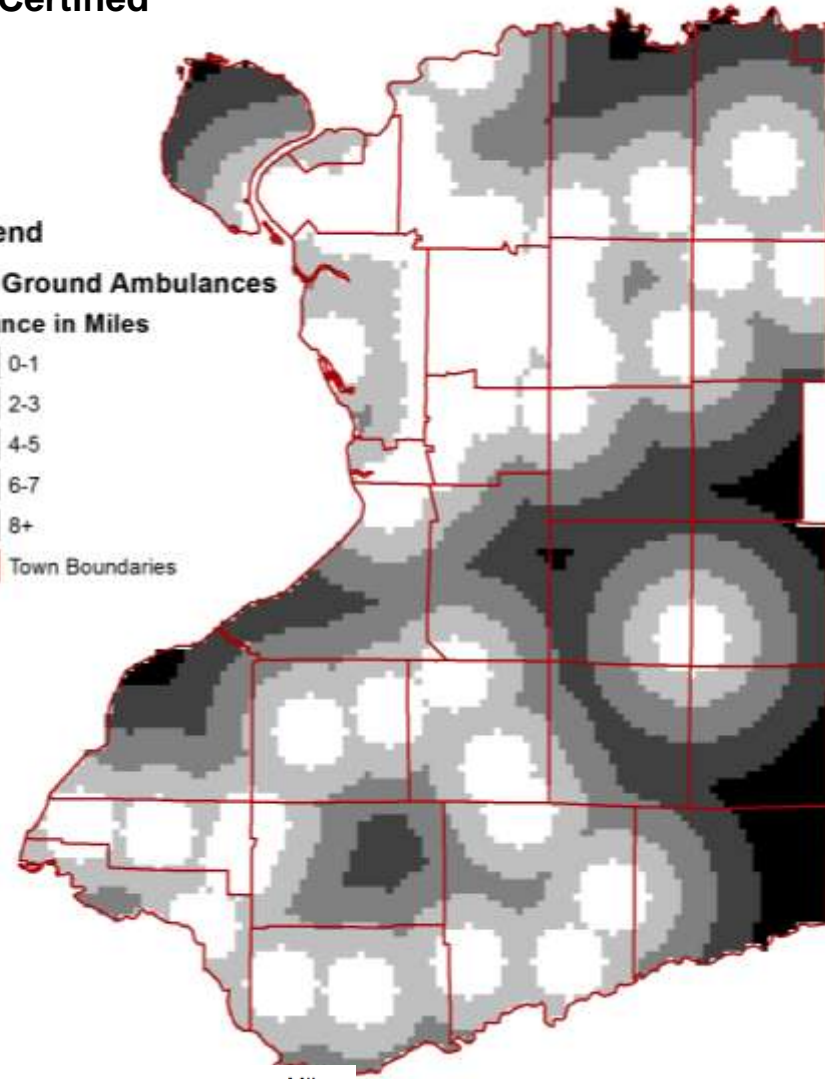 Certified
end
Ground Ambulances
nce in Miles
0-1
2-3
4-5
6-7
8+
Town Boundaries